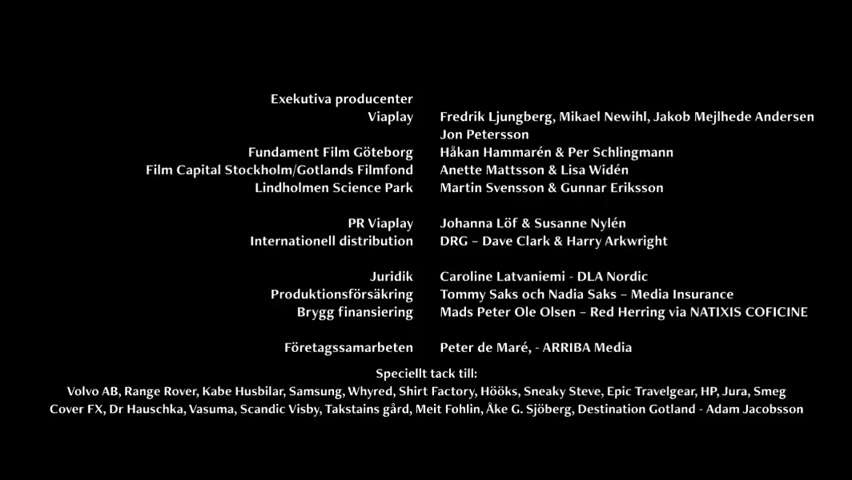 Exekutiva producenter
Viaplay Fredrik Ljungberg, Mikael Newihl, Jakob Mejlhede Andersen
Jon Petersson
Fundament Film Göteborg Håkan Hammarén & Per Schlingmann
Film Capital Stockholm/Gotlands Filmfond Anette Mattsson & Lisa Widén
Lindholmen Science Park Martin Svensson & Gunnar Eriksson
PR Viaplay Johanna Löf & Susanne Nylén
Internationell distribution DRG – Dave Clark & Harry Arkwright
Juridik Caroline Latvaniemi - DLA Nordic
Produktionsförsäkring Tommy Saks och Nadia Saks – Media Insurance
Brygg finansiering Mads Peter Ole Olsen – Red Herring via NATIXIS COFICINE
Företagssamarbeten Peter de Maré, - ARRIBA Media
Speciellt tack till:
Volvo AB, Range Rover, Kabe Husbilar, Samsung, Whyred, Shirt Factory, Hööks, Sneaky Steve, Epic Travelgear, HP, Jura, Smeg
Cover FX, Dr Hauschka, Vasuma, Scandic Visby, Takstains gård, Meit Fohlin, Åke G. Sjöberg, Destination Gotland - Adam Jacobsson